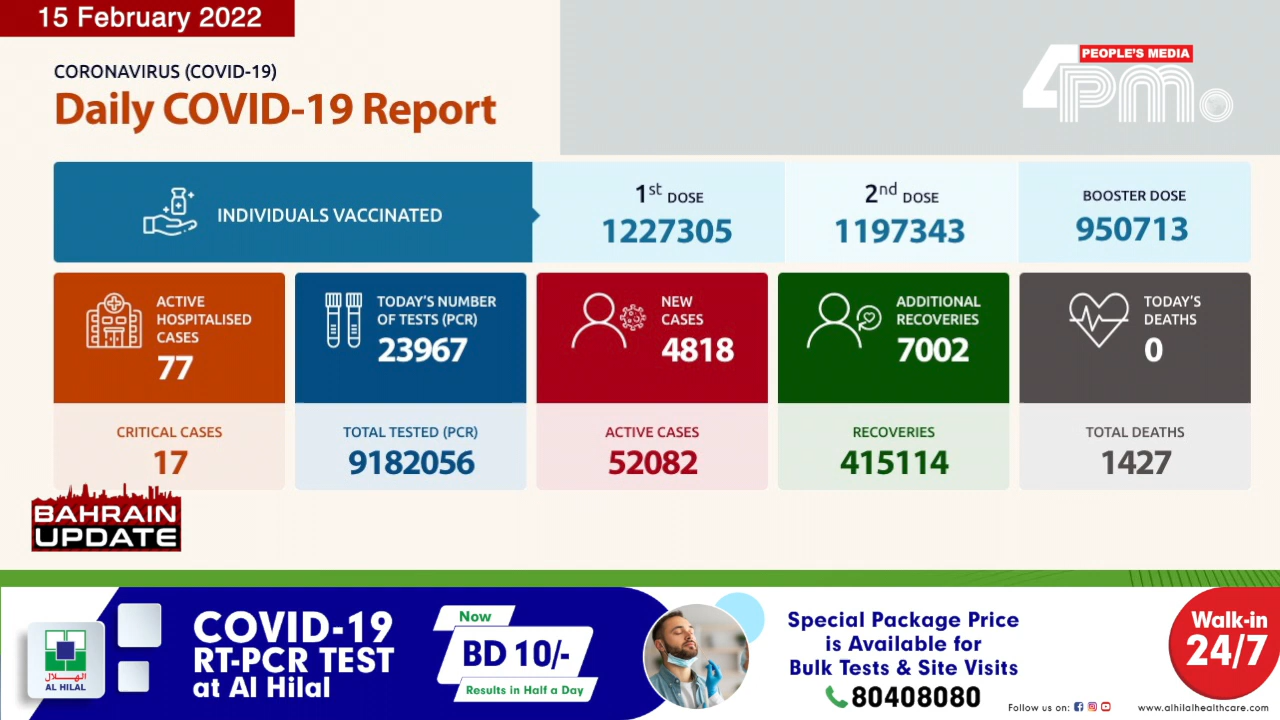 15 February 2022
CORONAVIRUS (COVID-19)
Daily COVID-19 Report
PEOPLE'S MEDIA
4pm
INDIVIDUALS VACCINATED
1st DOSE
1227305
2nd DOSE
1197343
BOOSTER DOSE
950713
ACTIVE
HOSPITALISED
CASES
77
TODAY'S NUMBER
OF TESTS (PCR)
23967
NEW
CASES
4818
ADDITIONAL
RECOVERIES
7002
TODAY'S
DEATHS
0
CRITICAL CASES
17
TOTAL TESTED (PCR)
9182056
ACTIVE CASES
52082
RECOVERIES
415114
TOTAL DEATHS
1427
BAHRAIN
UPDATE
الهلال
AL HILAL
COVID-19
RT-PCR TEST
at Al Hilal
Now
BD 10/-
Results in Half a Day
Special Package Price
is Available for
Bulk Tests & Site Visits
80408080
Walk-in
24/7
Follow us on:
www.alhilalhealthcare.com